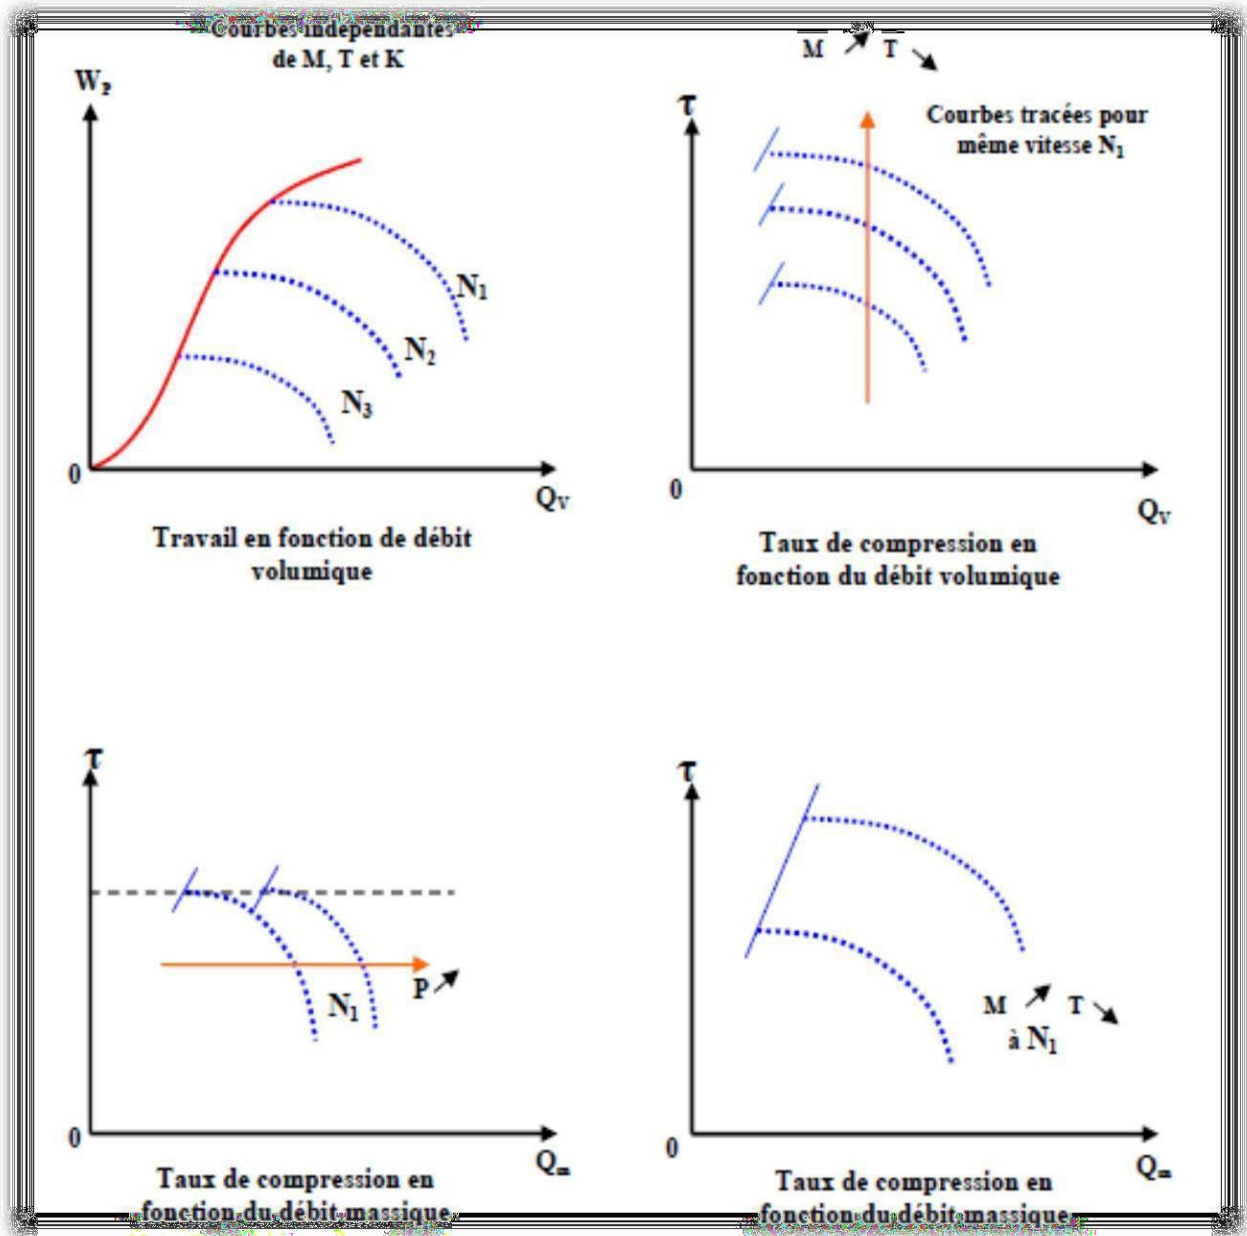 Courbes indépendantes
de M, T et K
W_P
N₁
N₂
N₃
0
Q_V
Travail en fonction de débit
volumique
M T
τ
Courbes tracées pour
même vitesse N₁
0
Q_V
Taux de compression en
fonction du débit volumique
τ
P
N₁
0
Q_m
Taux de compression en
fonction du débit massique
τ
M T
à N₁
0
Q_m
Taux de compression en
fonction du débit massique